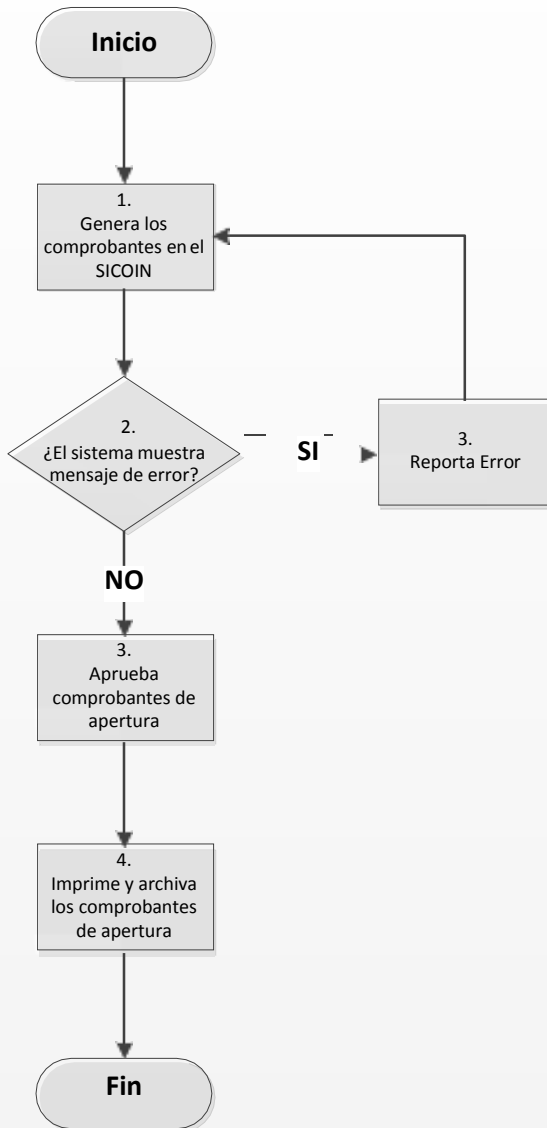 Inicio
1.
Genera los
comprobantes en el
SICOIN
2.
¿El sistema muestra
mensaje de error?
SI
3.
Reporta Error
NO
3.
Aprueba
comprobantes de
apertura
4.
Imprime y archiva
los comprobantes
de apertura
Fin